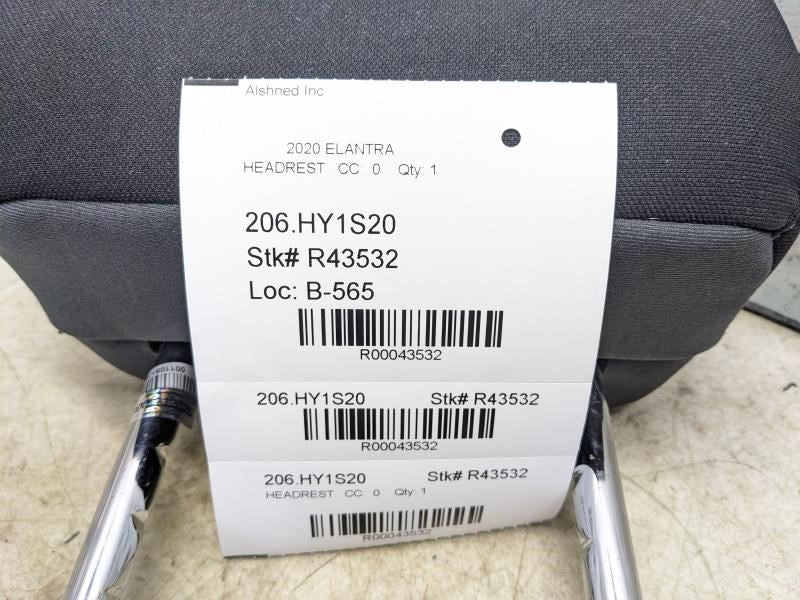 Alshned Inc
2020 ELANTRA
HEADREST CC: 0 Qty: 1
206.HY1S20
Stk# R43532
Loc: B-565
R00043532
206.HY1S20 Stk# R43532
R00043532
206.HY1S20 Stk# R43532
HEADREST CC: 0 Qty: 1
R00043532